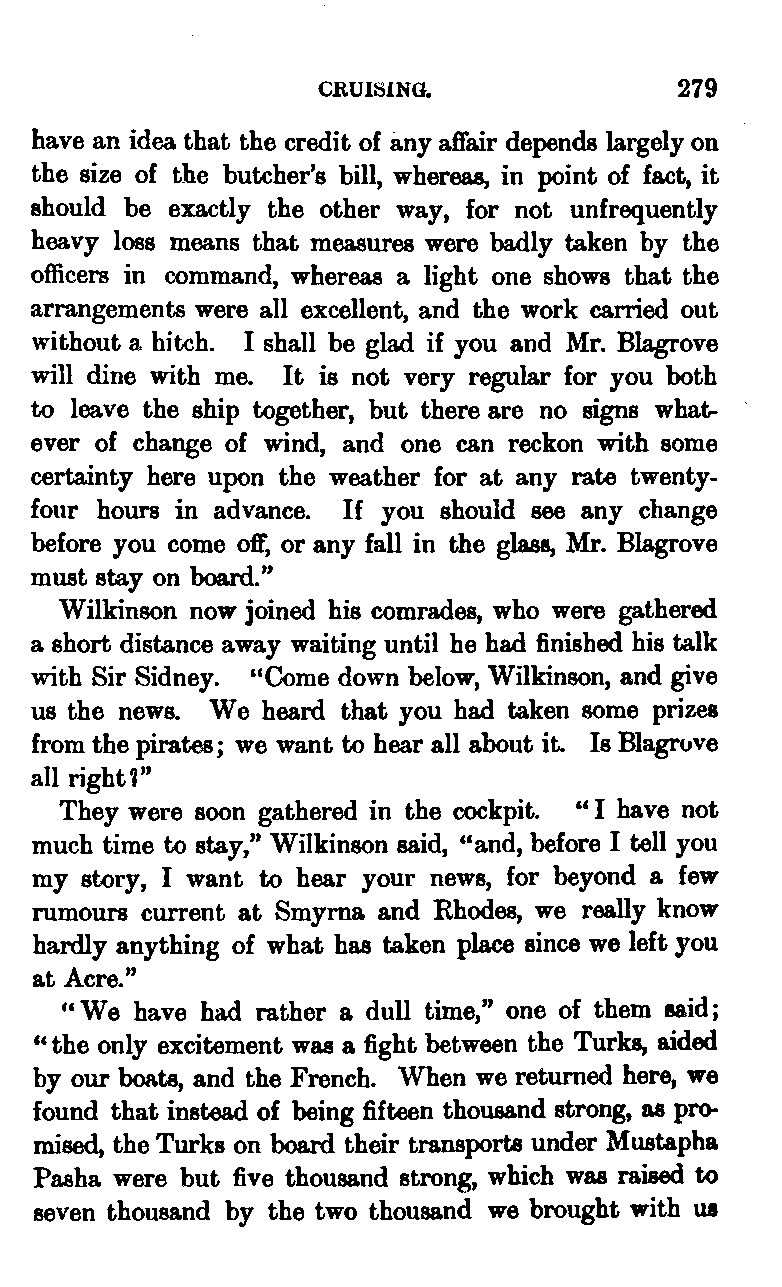 CRUISING. 279
have an idea that the credit of any affair depends largely on
the size of the butcher's bill, whereas, in point of fact, it
should be exactly the other way, for not unfrequently
heavy loss means that measures were badly taken by the
officers in command, whereas a light one shows that the
arrangements were all excellent, and the work carried out
without a hitch. I shall be glad if you and Mr. Blagrove
will dine with me. It is not very regular for you both
to leave the ship together, but there are no signs what-
ever of change of wind, and one can reckon with some
certainty here upon the weather for at any rate twenty-
four hours in advance. If you should see any change
before you come off, or any fall in the glass, Mr. Blagrove
must stay on board."
Wilkinson now joined his comrades, who were gathered
a short distance away waiting until he had finished his talk
with Sir Sidney. "Come down below, Wilkinson, and give
us the news. We heard that you had taken some prizes
from the pirates; we want to hear all about it. Is Blagrove
all right?"
They were soon gathered in the cockpit. "I have not
much time to stay," Wilkinson said, "and, before I tell you
my story, I want to hear your news, for beyond a few
rumours current at Smyrna and Rhodes, we really know
hardly anything of what has taken place since we left you
at Acre."
"We have had rather a dull time," one of them said;
"the only excitement was a fight between the Turks, aided
by our boats, and the French. When we returned here, we
found that instead of being fifteen thousand strong, as pro-
mised, the Turks on board their transports under Mustapha
Pasha were but five thousand strong, which was raised to
seven thousand by the two thousand we brought with us